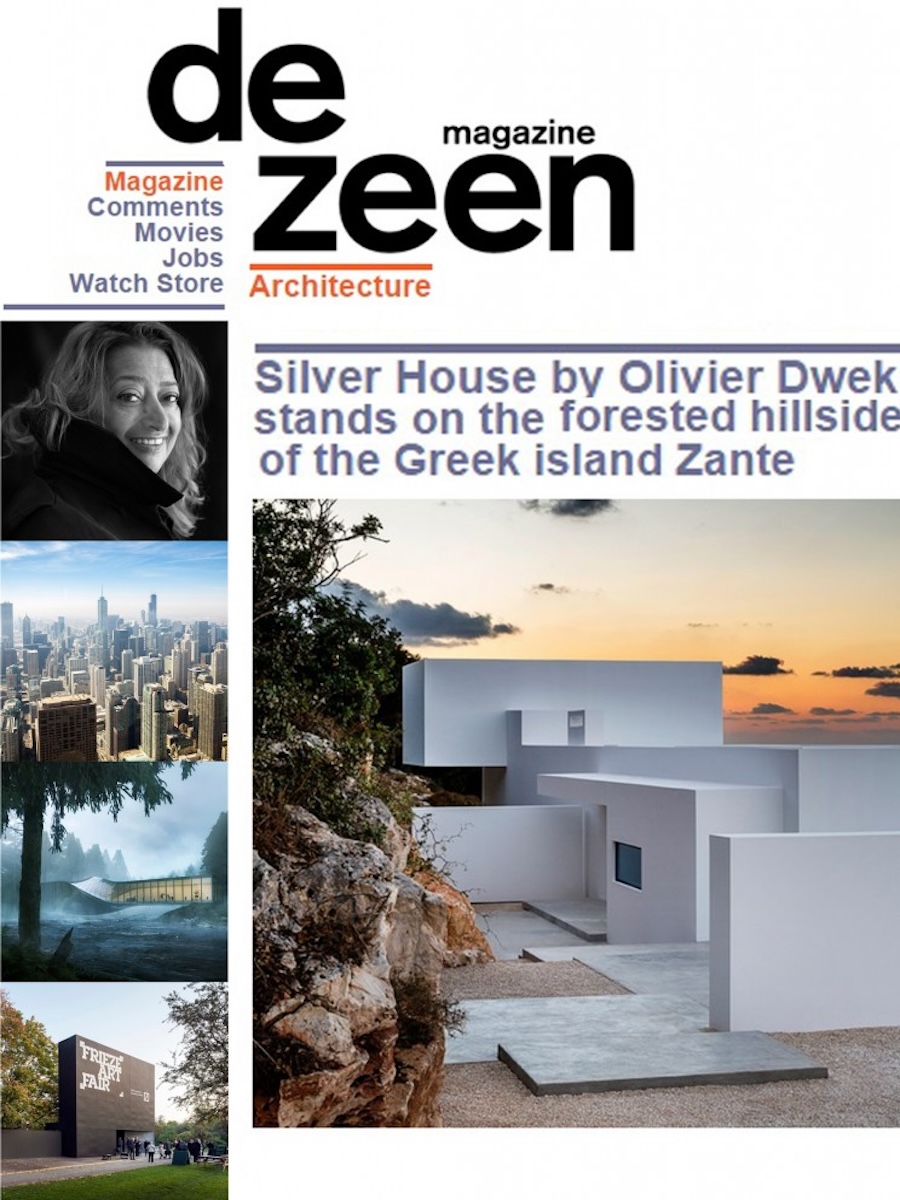 de
magazine
zeen
Magazine
Comments
Movies
Jobs
Watch Store
Architecture
Silver House by Olivier Dwek
stands on the forested hillside
of the Greek island Zante
FRIEZE
ART
FAIR